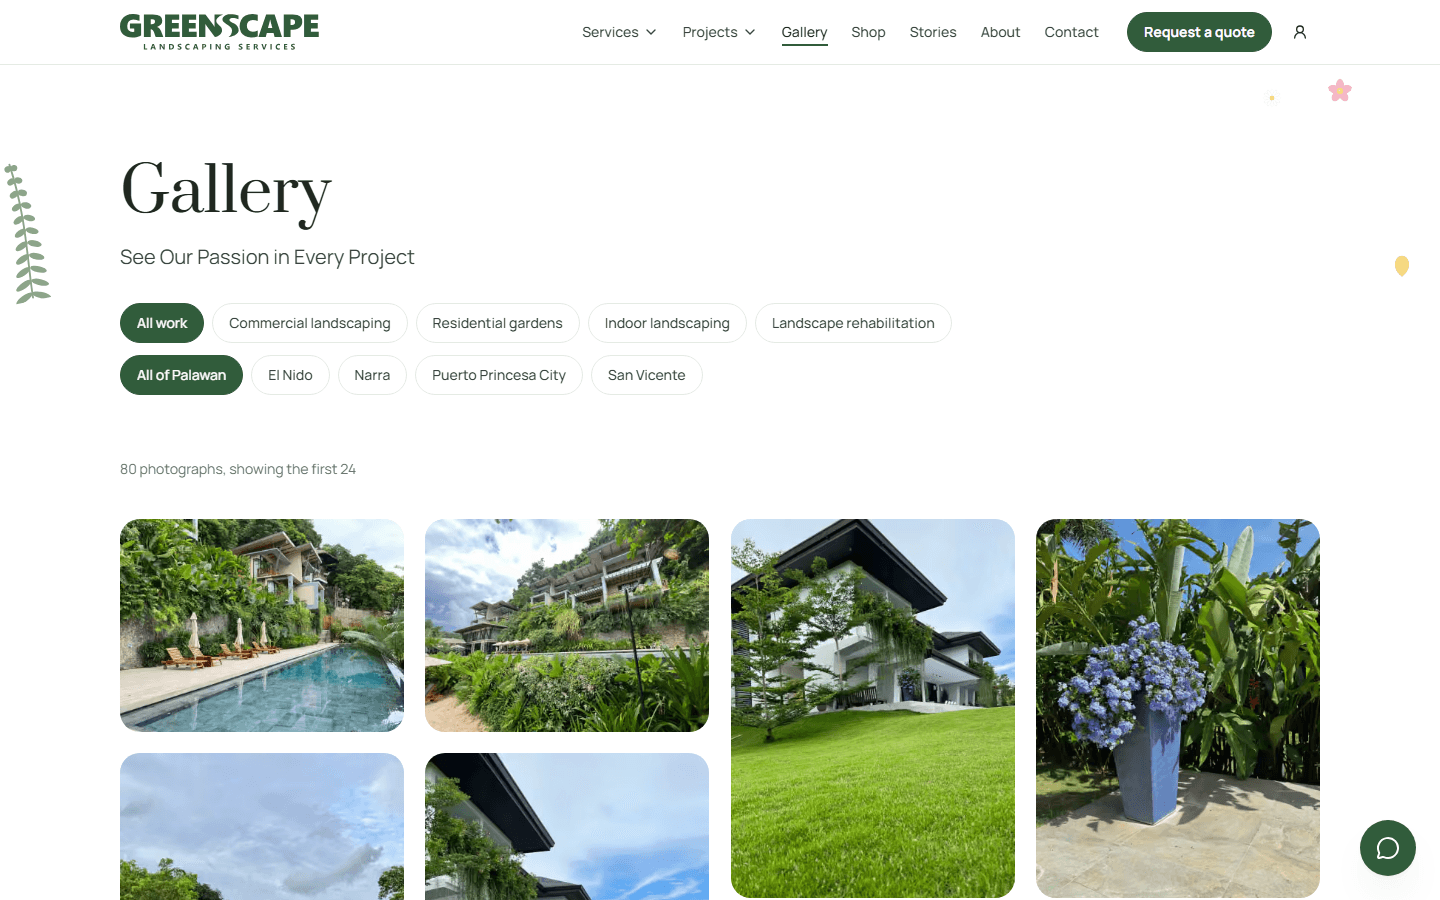 GREENSCAPE
LANDSCAPING SERVICES
Services
Projects
Gallery
Shop
Stories
About
Contact
Request a quote
Gallery
See Our Passion in Every Project
All work
Commercial landscaping
Residential gardens
Indoor landscaping
Landscape rehabilitation
All of Palawan
El Nido
Narra
Puerto Princesa City
San Vicente
80 photographs, showing the first 24